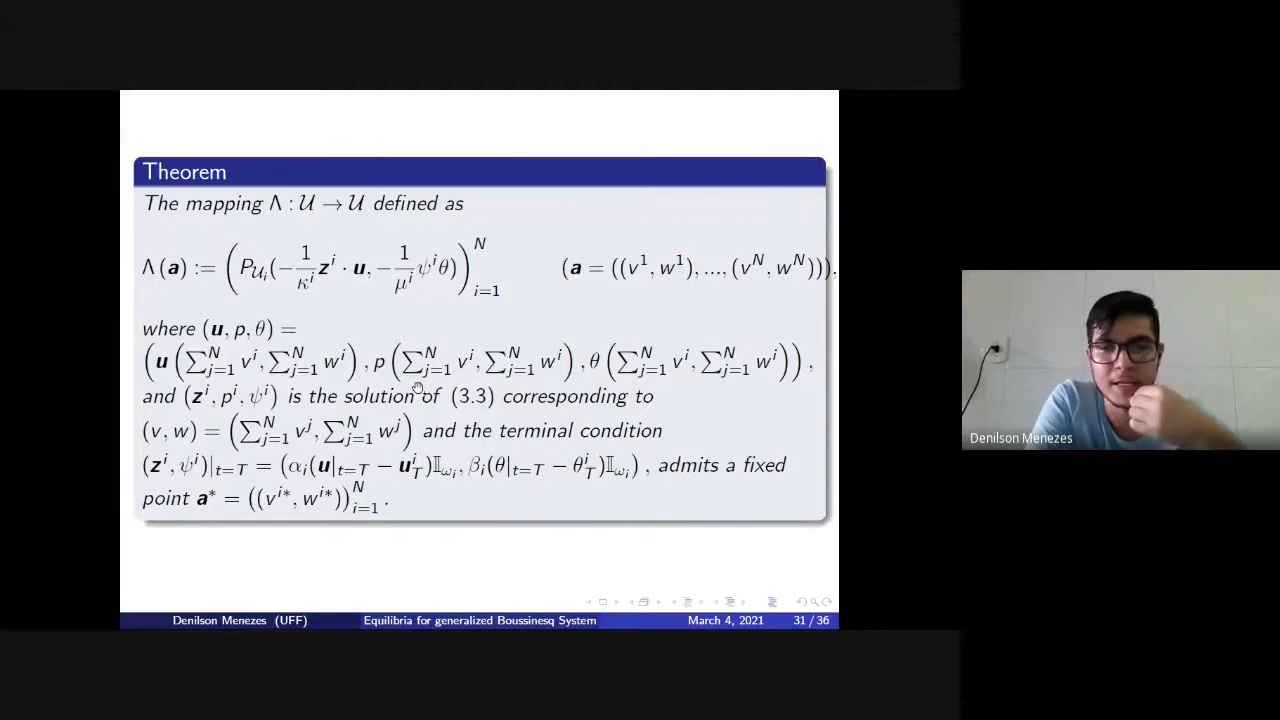 Theorem
The mapping Λ : 𝒰 → 𝒰 defined as
Λ(a) := (P_{𝒰_i}(−1/κ^i z^i · u, −1/μ^i ψ^i θ))_{i=1}^N (a = ((v^1, w^1), ..., (v^N, w^N))).
where (u, p, θ) =
(u(∑_{j=1}^N v^i, ∑_{j=1}^N w^i), p(∑_{j=1}^N v^i, ∑_{j=1}^N w^i), θ(∑_{j=1}^N v^i, ∑_{j=1}^N w^i)),
and (z^i, p^i, ψ^i) is the solution of (3.3) corresponding to
(v, w) = (∑_{j=1}^N v^j, ∑_{j=1}^N w^j) and the terminal condition
(z^i, ψ^i)|_{t=T} = (α_i(u|_{t=T} − u_T^i)𝕀_{ω_i}, β_i(θ|_{t=T} − θ_T^i)𝕀_{ω_i}), admits a fixed
point a* = ((v^{i*}, w^{i*}))_{i=1}^N.
Denilson Menezes (UFF) Equilibria for generalized Boussinesq System March 4, 2021 31 / 36
Denilson Menezes